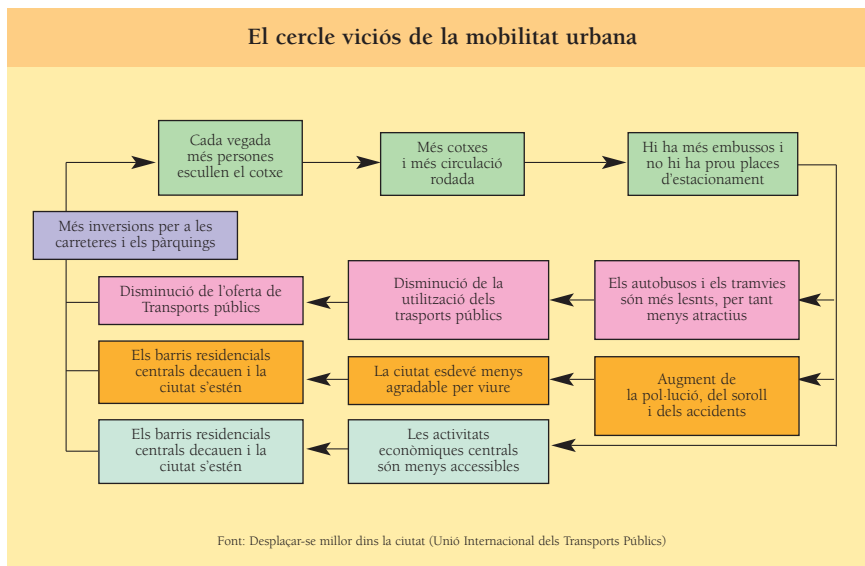 El cercle viciós de la mobilitat urbana
Cada vegada
més persones
escullen el cotxe
Més cotxes
i més circulació
rodada
Hi ha més embussos i
no hi ha prou places
d'estacionament
Més inversions per a les
carreteres i els pàrquings
Disminució de l'oferta de
Transports públics
Disminució de la
utilització dels
trasports públics
Els autobusos i els tramvies
són més lesnts, per tant
menys atractius
Els barris residencials
centrals decauen i la
ciutat s'estén
La ciutat esdevé menys
agradable per viure
Augment de
la pol·lució, del soroll
i dels accidents
Els barris residencials
centrals decauen i la
ciutat s'estén
Les activitats
econòmiques centrals
són menys accessibles
Font: Desplaçar-se millor dins la ciutat (Unió Internacional dels Transports Públics)